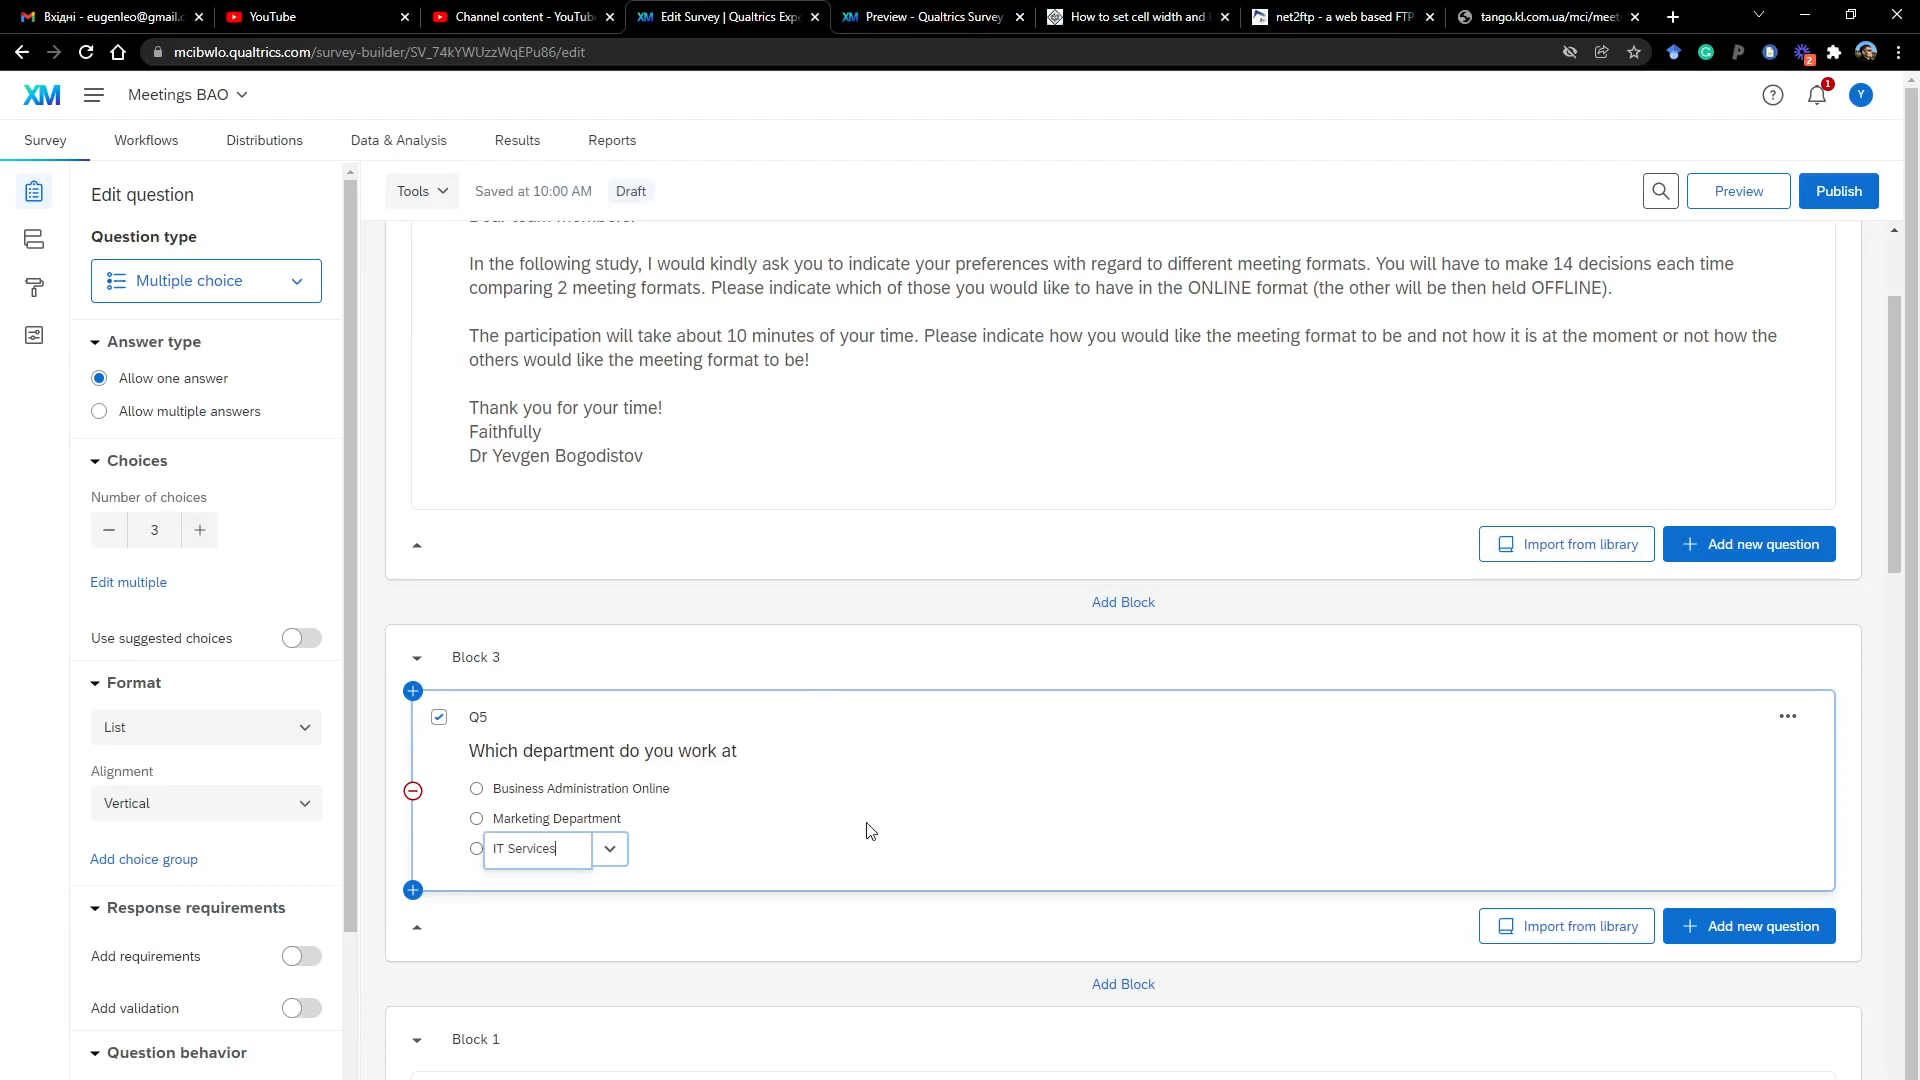 Вхідні - eugenleo@gmail.c
YouTube
Channel content - YouTub
Edit Survey | Qualtrics Expe
Preview - Qualtrics Survey
How to set cell width and
net2ftp - a web based FTP
tango.kl.com.ua/mci/meet
mcibwlo.qualtrics.com/survey-builder/SV_74kYWUzzWqEPu86/edit
2
XM
Meetings BAO
1
Y
Survey
Workflows
Distributions
Data & Analysis
Results
Reports
Edit question
Question type
Multiple choice
Answer type
Allow one answer
Allow multiple answers
Choices
Number of choices
3
Edit multiple
Use suggested choices
Format
List
Alignment
Vertical
Add choice group
Response requirements
Add requirements
Add validation
Question behavior
Tools
Saved at 10:00 AM
Draft
Preview
Publish
Dear team members!
In the following study, I would kindly ask you to indicate your preferences with regard to different meeting formats. You will have to make 14 decisions each time
comparing 2 meeting formats. Please indicate which of those you would like to have in the ONLINE format (the other will be then held OFFLINE).
The participation will take about 10 minutes of your time. Please indicate how you would like the meeting format to be and not how it is at the moment or not how the
others would like the meeting format to be!
Thank you for your time!
Faithfully
Dr Yevgen Bogodistov
Import from library
Add new question
Add Block
Block 3
Q5
Which department do you work at
Business Administration Online
Marketing Department
IT Services
Import from library
Add new question
Add Block
Block 1